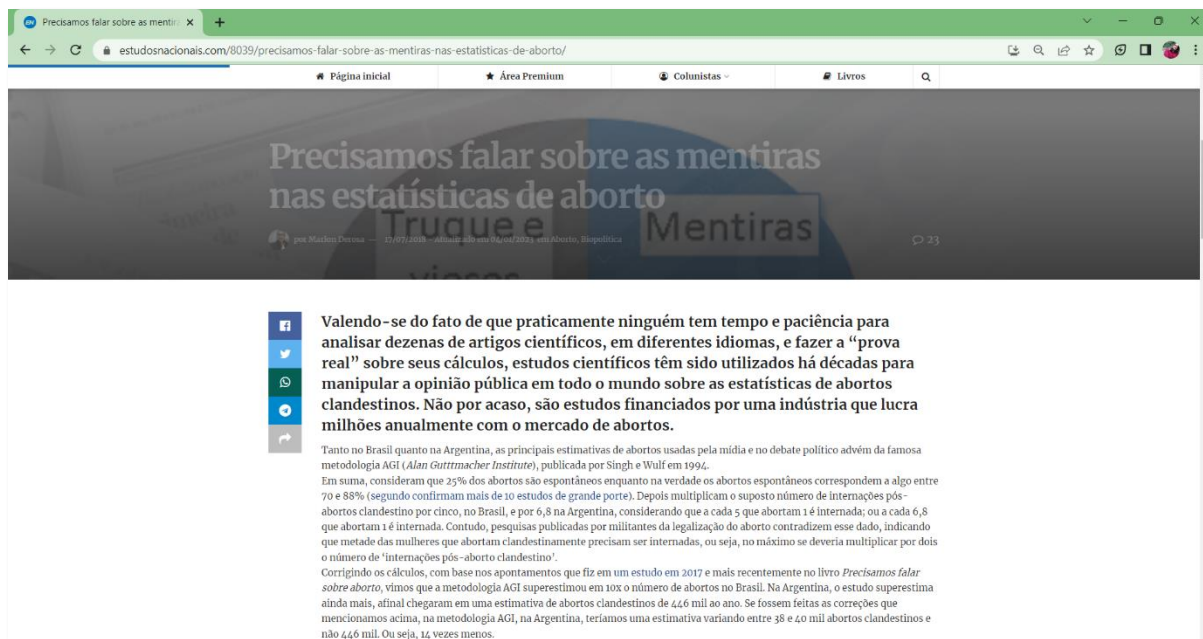 Precisamos falar sobre as mentir
estudosnacionais.com/8039/precisamos-falar-sobre-as-mentiras-nas-estatisticas-de-aborto/
Página inicial
Área Premium
Colunistas
Livros
Precisamos falar sobre as mentiras
nas estatísticas de aborto
Truque e
Mentiras
por Marlon Derosa — 17/07/2018 - Atualizado em 04/01/2023 em Aborto, Biopolítica
23
Valendo-se do fato de que praticamente ninguém tem tempo e paciência para
analisar dezenas de artigos científicos, em diferentes idiomas, e fazer a “prova
real” sobre seus cálculos, estudos científicos têm sido utilizados há décadas para
manipular a opinião pública em todo o mundo sobre as estatísticas de abortos
clandestinos. Não por acaso, são estudos financiados por uma indústria que lucra
milhões anualmente com o mercado de abortos.
Tanto no Brasil quanto na Argentina, as principais estimativas de abortos usadas pela mídia e no debate político advém da famosa
metodologia AGI (Alan Gutttmacher Institute), publicada por Singh e Wulf em 1994.
Em suma, consideram que 25% dos abortos são espontâneos enquanto na verdade os abortos espontâneos correspondem a algo entre
70 e 88% (segundo confirmam mais de 10 estudos de grande porte). Depois multiplicam o suposto número de internações pós-
abortos clandestino por cinco, no Brasil, e por 6,8 na Argentina, considerando que a cada 5 que abortam 1 é internada; ou a cada 6,8
que abortam 1 é internada. Contudo, pesquisas publicadas por militantes da legalização do aborto contradizem esse dado, indicando
que metade das mulheres que abortam clandestinamente precisam ser internadas, ou seja, no máximo se deveria multiplicar por dois
o número de ‘internações pós-aborto clandestino’.
Corrigindo os cálculos, com base nos apontamentos que fiz em um estudo em 2017 e mais recentemente no livro Precisamos falar
sobre aborto, vimos que a metodologia AGI superestimou em 10x o número de abortos no Brasil. Na Argentina, o estudo superestima
ainda mais, afinal chegaram em uma estimativa de abortos clandestinos de 446 mil ao ano. Se fossem feitas as correções que
mencionamos acima, na metodologia AGI, na Argentina, teríamos uma estimativa variando entre 38 e 40 mil abortos clandestinos e
não 446 mil. Ou seja, 14 vezes menos.